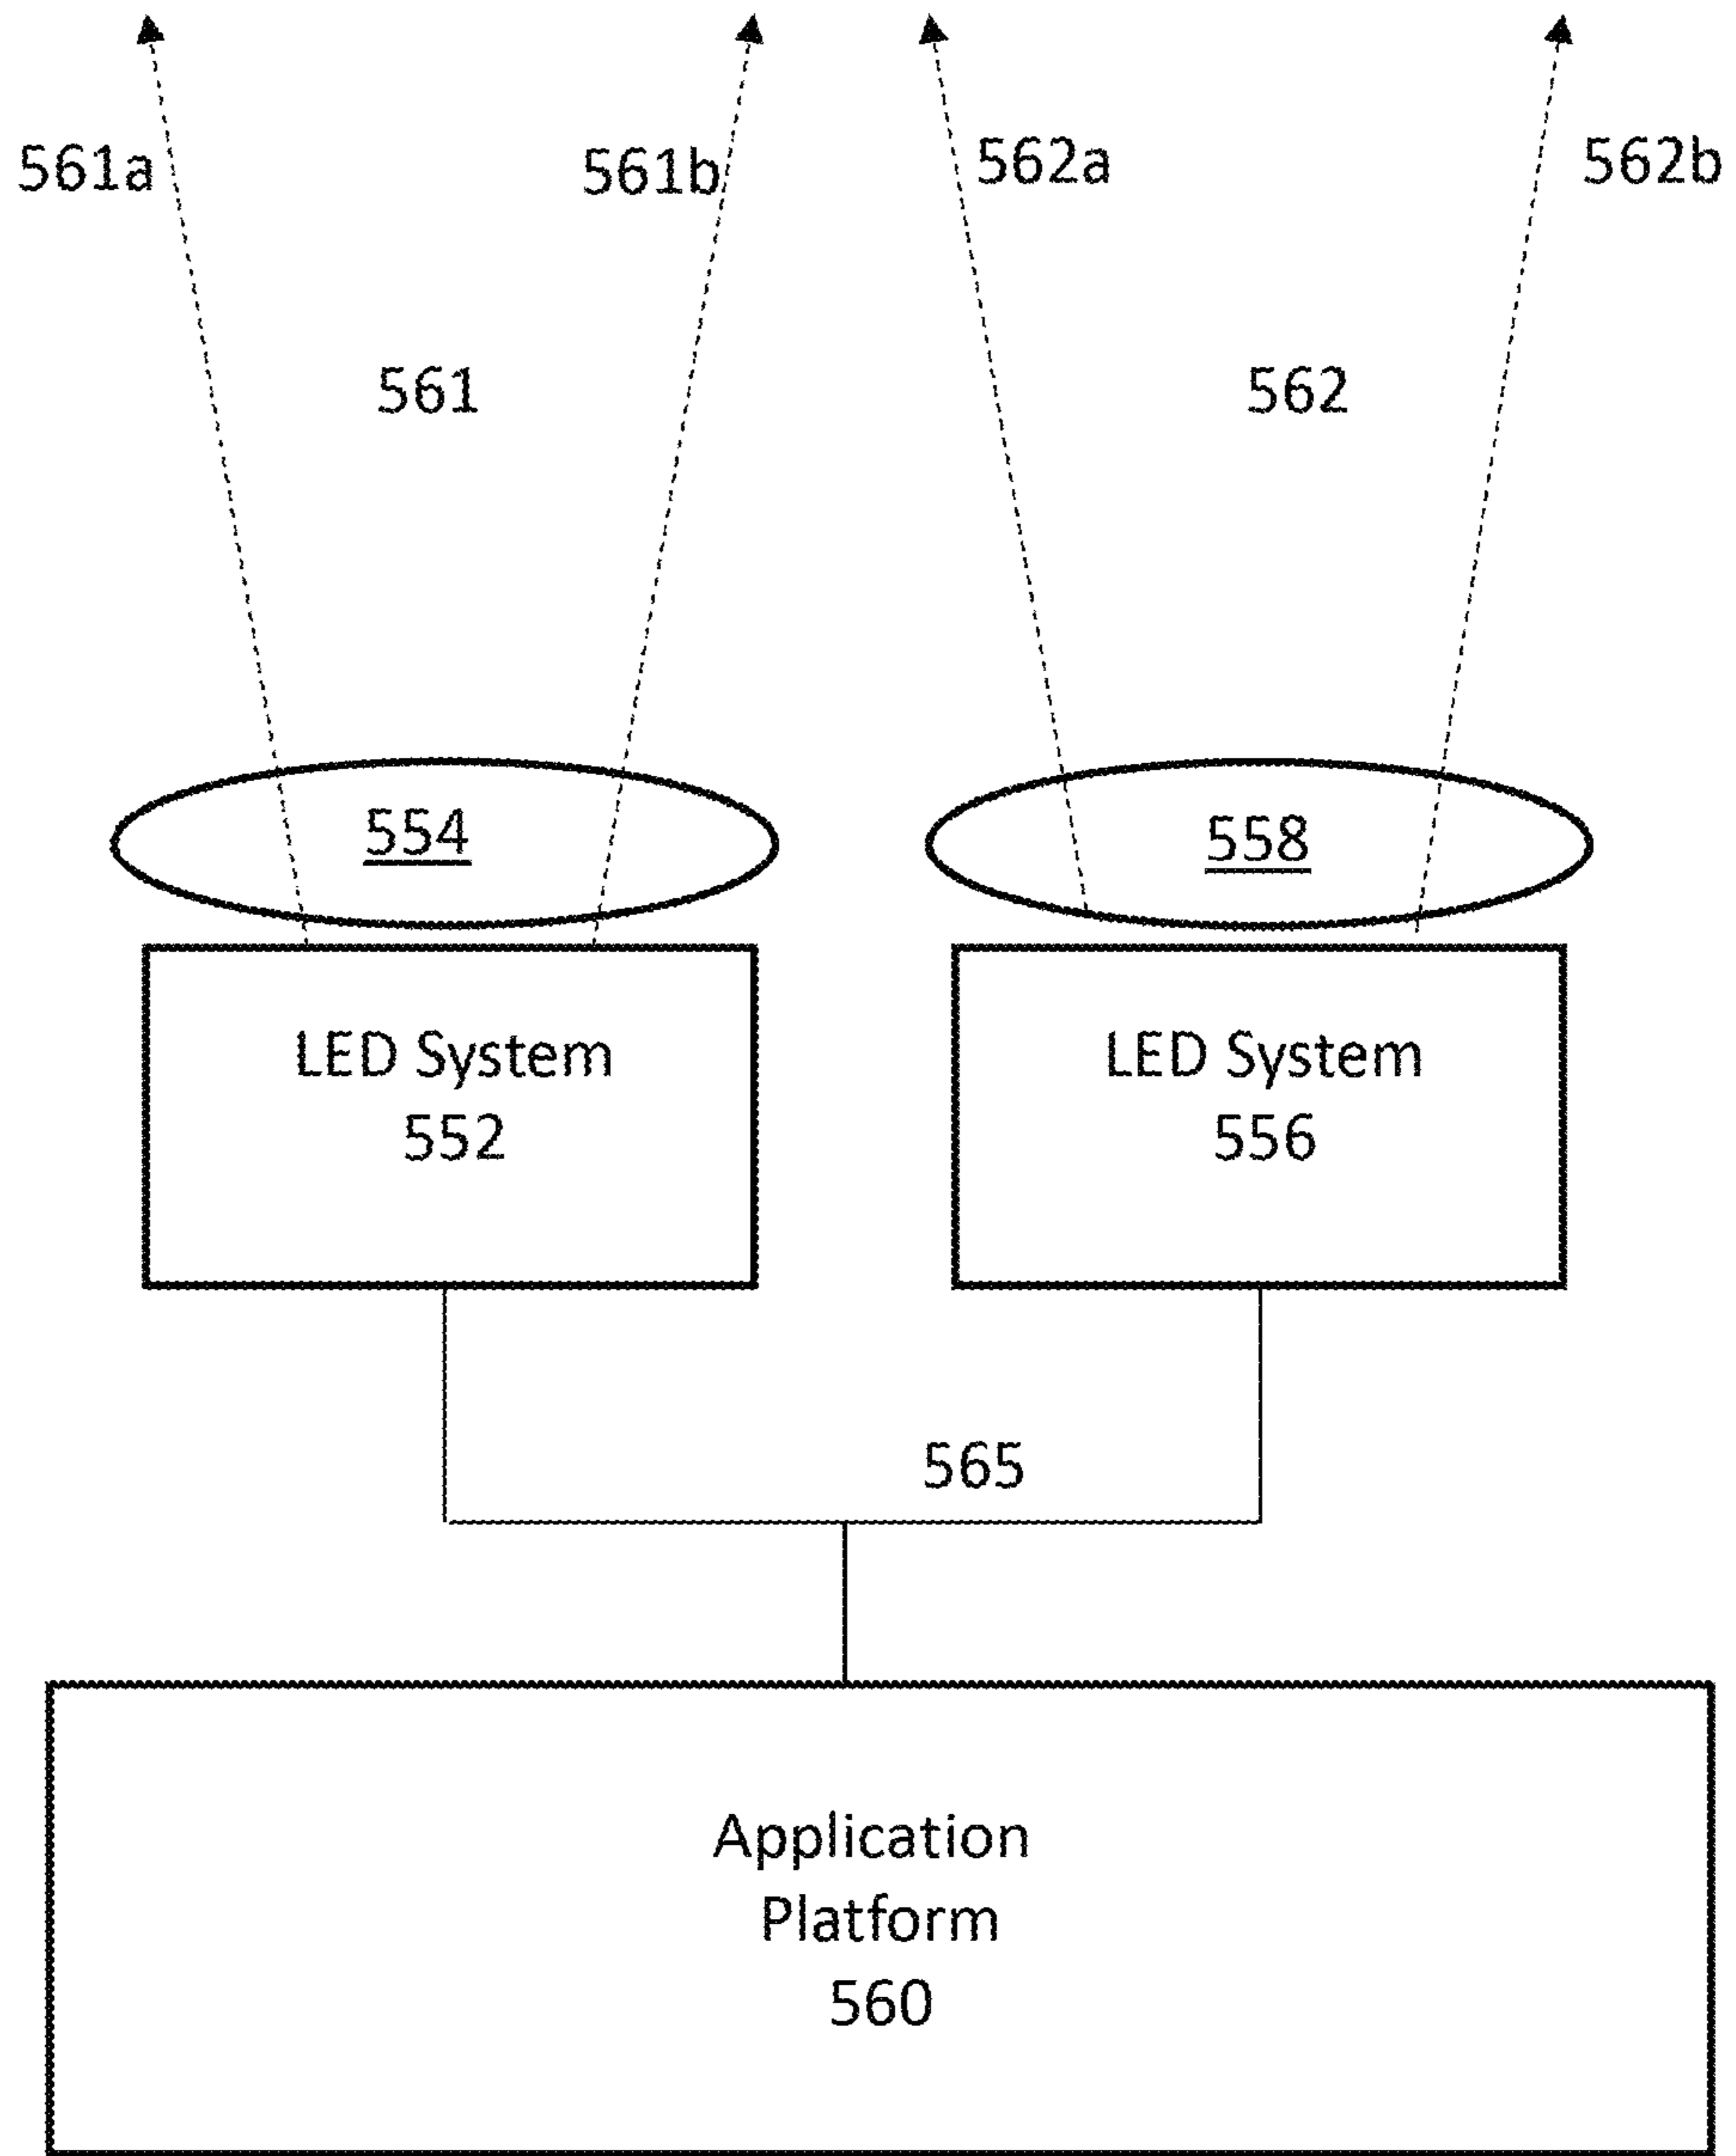 561a
561b
562a
562b
561
562
554
558
LED System
552
LED System
556
565
Application
Platform
560